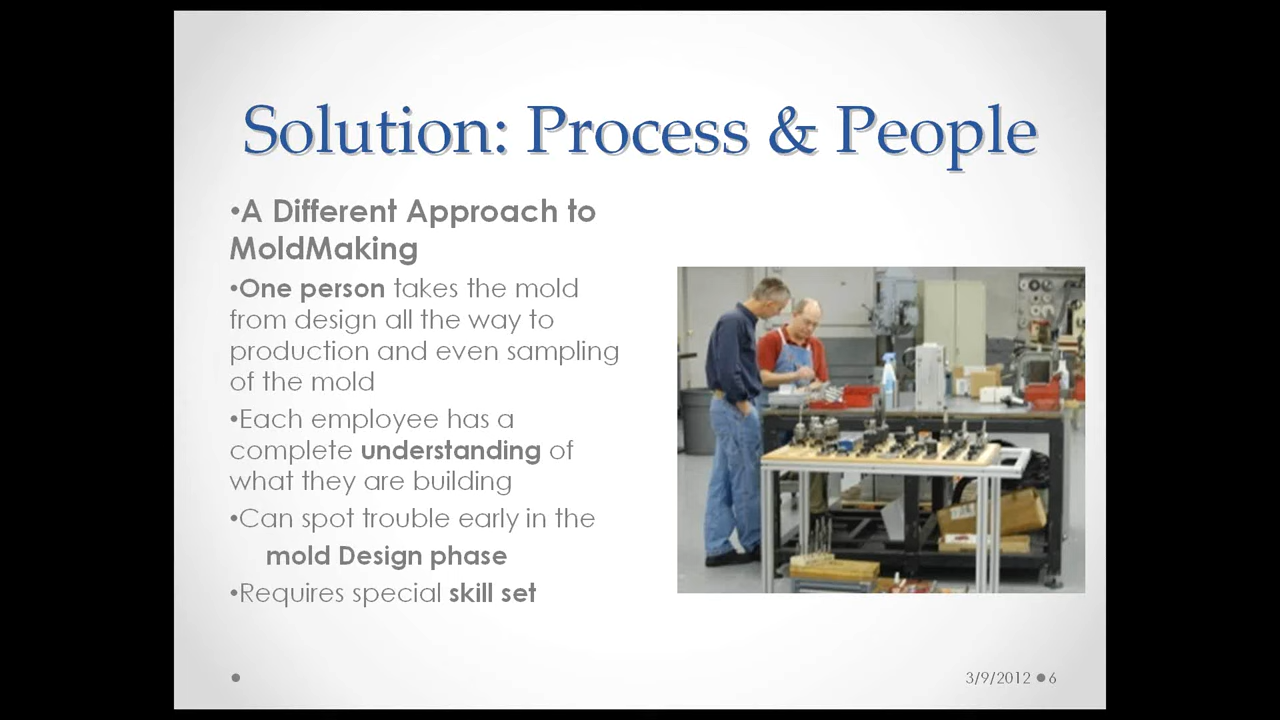 Solution: Process & People
•A Different Approach to
MoldMaking
•One person takes the mold
from design all the way to
production and even sampling
of the mold
•Each employee has a
complete understanding of
what they are building
•Can spot trouble early in the
mold Design phase
•Requires special skill set
• 3/9/2012 •6